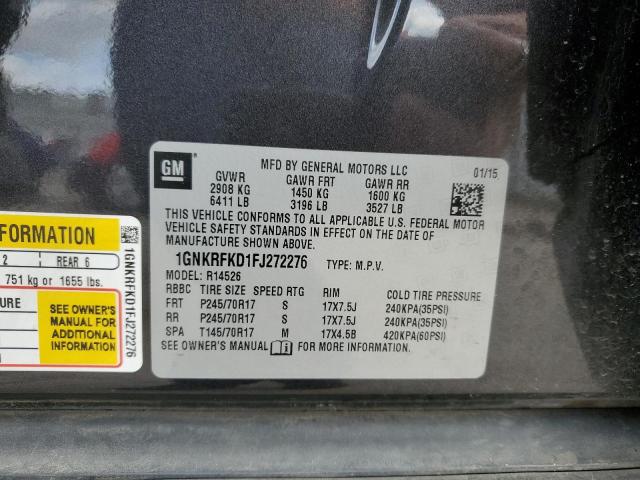 GM
MFD BY GENERAL MOTORS LLC
01/15
GVWR GAWR FRT GAWR RR
2908 KG 1450 KG 1600 KG
6411 LB 3196 LB 3527 LB
THIS VEHICLE CONFORMS TO ALL APPLICABLE U.S. FEDERAL MOTOR
VEHICLE SAFETY STANDARDS IN EFFECT ON THE DATE OF
MANUFACTURE SHOWN ABOVE.
1GNKRFKD1FJ272276 TYPE: M.P.V.
MODEL: R14526
RBBC TIRE SIZE SPEED RTG RIM COLD TIRE PRESSURE
FRT P245/70R17 S 17X7.5J 240KPA(35PSI)
RR P245/70R17 S 17X7.5J 240KPA(35PSI)
SPA T145/70R17 M 17X4.5B 420KPA(60PSI)
SEE OWNER'S MANUAL FOR MORE INFORMATION.
FORMATION
2 REAR 6
751 kg or 1655 lbs.
SURE
SEE OWNER'S
MANUAL FOR
ADDITIONAL
INFORMATION
1GNKRFKD1FJ272276